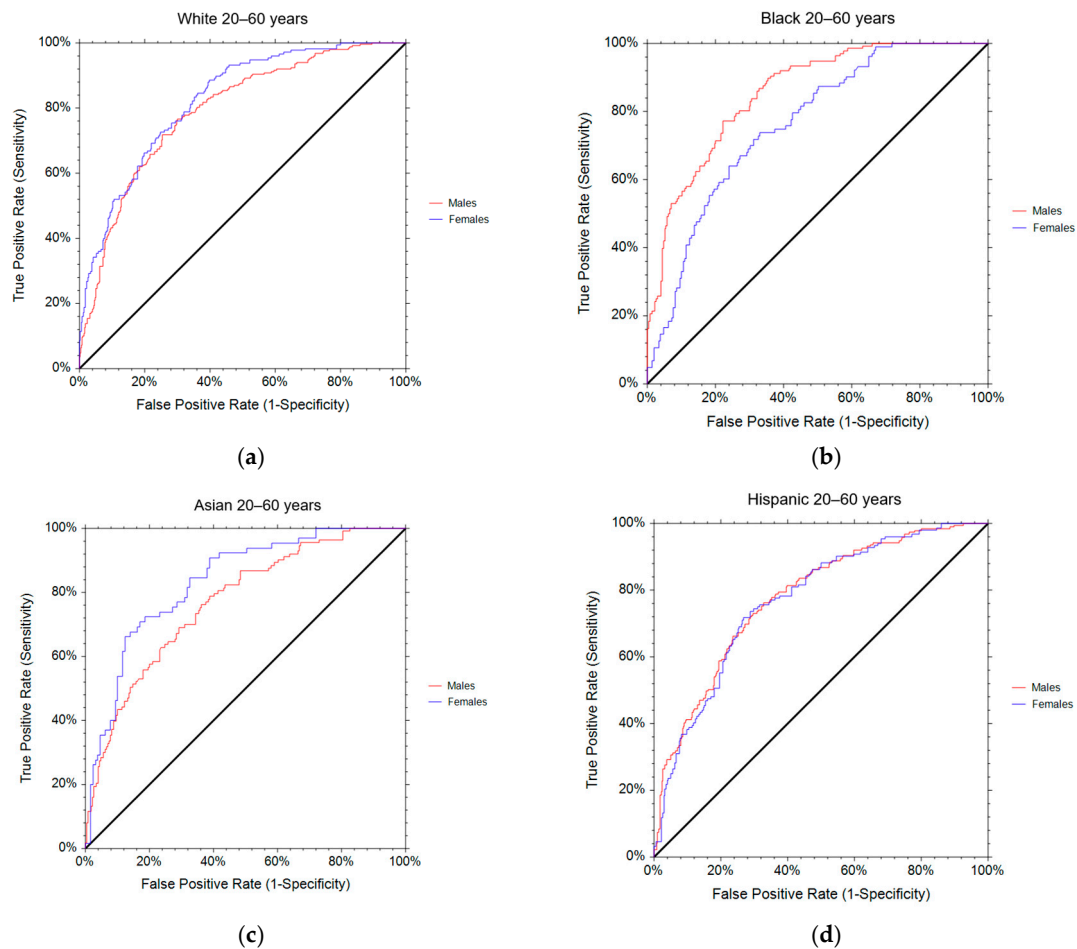 White 20–60 years
True Positive Rate (Sensitivity)
100%
80%
60%
40%
20%
0%
0% 20% 40% 60% 80% 100%
False Positive Rate (1-Specificity)
Males
Females
(a)
Black 20–60 years
True Positive Rate (Sensitivity)
100%
80%
60%
40%
20%
0%
0% 20% 40% 60% 80% 100%
False Positive Rate (1-Specificity)
Males
Females
(b)
Asian 20–60 years
True Positive Rate (Sensitivity)
100%
80%
60%
40%
20%
0%
0% 20% 40% 60% 80% 100%
False Positive Rate (1-Specificity)
Males
Females
(c)
Hispanic 20–60 years
True Positive Rate (Sensitivity)
100%
80%
60%
40%
20%
0%
0% 20% 40% 60% 80% 100%
False Positive Rate (1-Specificity)
Males
Females
(d)